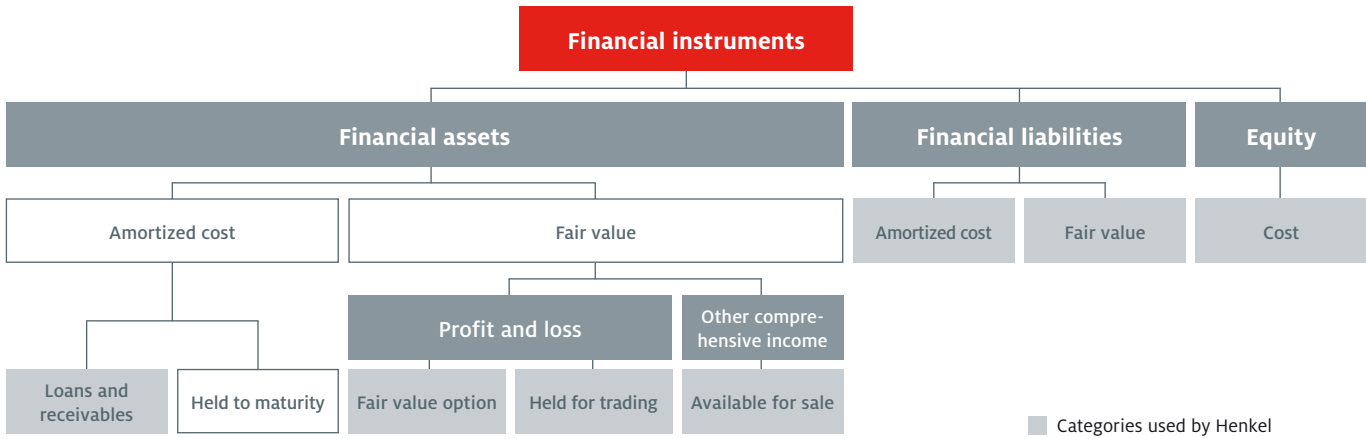 Financial instruments
Financial assets
Financial liabilities
Equity
Amortized cost
Fair value
Amortized cost
Fair value
Cost
Profit and loss
Other compre-
hensive income
Loans and
receivables
Held to maturity
Fair value option
Held for trading
Available for sale
Categories used by Henkel